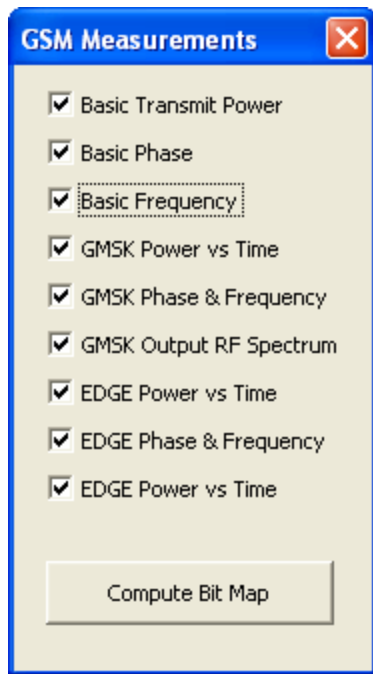 GSM Measurements
Basic Transmit Power
Basic Phase
Basic Frequency
GMSK Power vs Time
GMSK Phase & Frequency
GMSK Output RF Spectrum
EDGE Power vs Time
EDGE Phase & Frequency
EDGE Power vs Time
Compute Bit Map